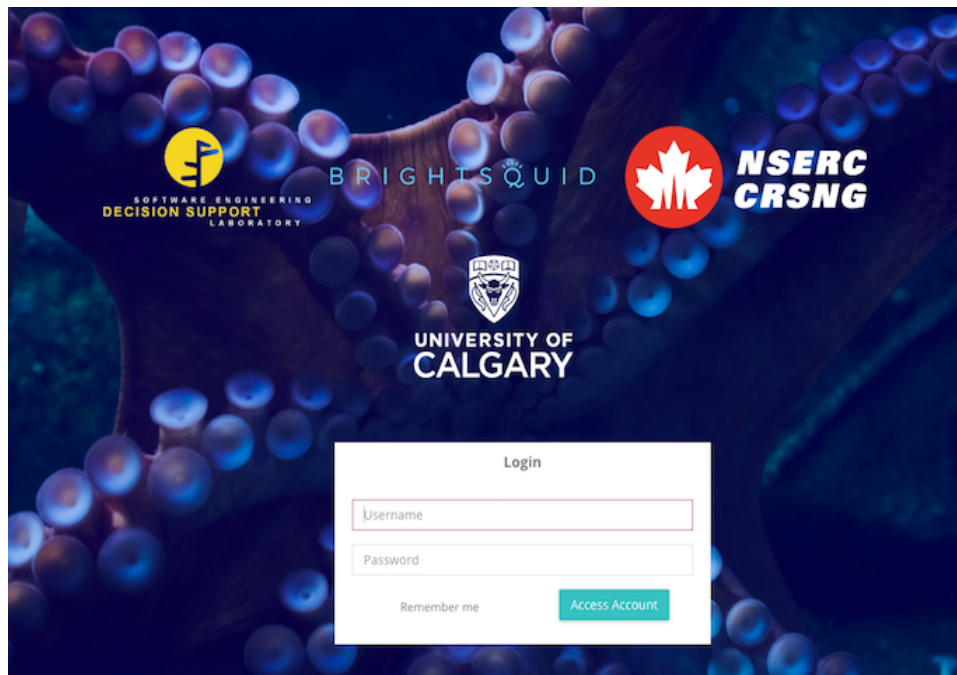 SOFTWARE ENGINEERING
DECISION SUPPORT
LABORATORY
BRIGHTSQUID
NSERC
CRSNG
UNIVERSITY OF
CALGARY
Login
Username
Password
Remember me
Access Account